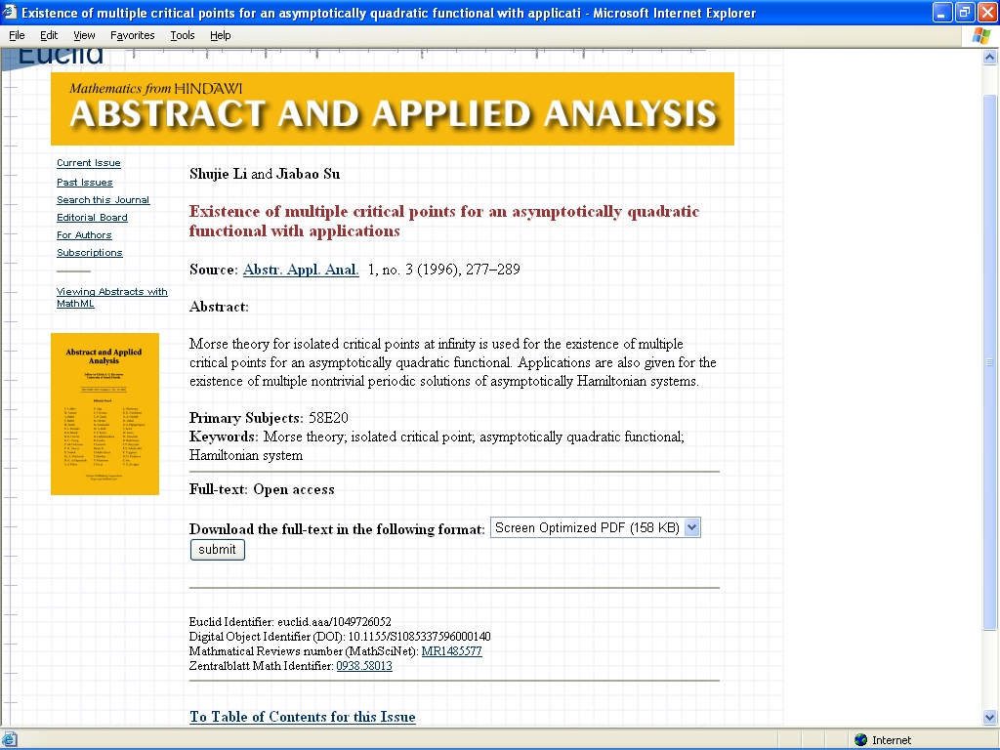 Existence of multiple critical points for an asymptotically quadratic functional with applicati - Microsoft Internet Explorer
File Edit View Favorites Tools Help
Euclid
Mathematics from HINDAWI
ABSTRACT AND APPLIED ANALYSIS
Current Issue
Past Issues
Search this Journal
Editorial Board
For Authors
Subscriptions
Viewing Abstracts with
MathML
Abstract and Applied
Analysis
Shujie Li and Jiabao Su
Existence of multiple critical points for an asymptotically quadratic
functional with applications
Source: Abstr. Appl. Anal. 1, no. 3 (1996), 277–289
Abstract:
Morse theory for isolated critical points at infinity is used for the existence of multiple
critical points for an asymptotically quadratic functional. Applications are also given for the
existence of multiple nontrivial periodic solutions of asymptotically Hamiltonian systems.
Primary Subjects: 58E20
Keywords: Morse theory; isolated critical point; asymptotically quadratic functional;
Hamiltonian system
Full-text: Open access
Download the full-text in the following format: Screen Optimized PDF (158 KB)
submit
Euclid Identifier: euclid.aaa/1049726052
Digital Object Identifier (DOI): 10.1155/S1085337596000140
Mathmatical Reviews number (MathSciNet): MR1485577
Zentralblatt Math Identifier: 0938.58013
To Table of Contents for this Issue
Internet